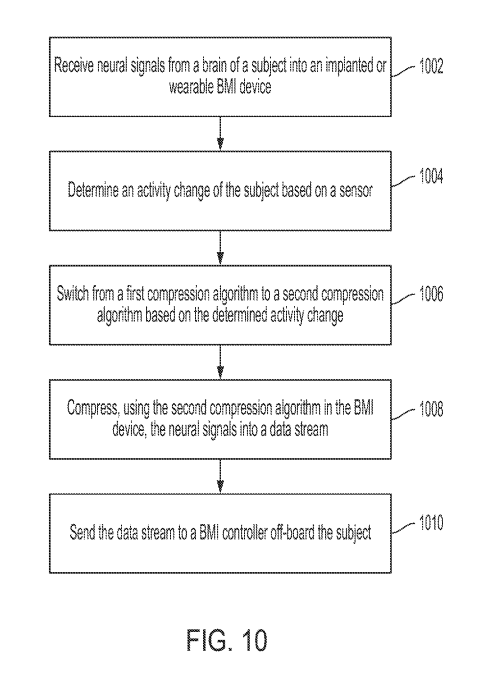 Receive neural signals from a brain of a subject into an implanted or
wearable BMI device
1002
Determine an activity change of the subject based on a sensor
1004
Switch from a first compression algorithm to a second compression
algorithm based on the determined activity change
1006
Compress, using the second compression algorithm in the BMI
device, the neural signals into a data stream
1008
Send the data stream to a BMI controller off-board the subject
1010
FIG. 10